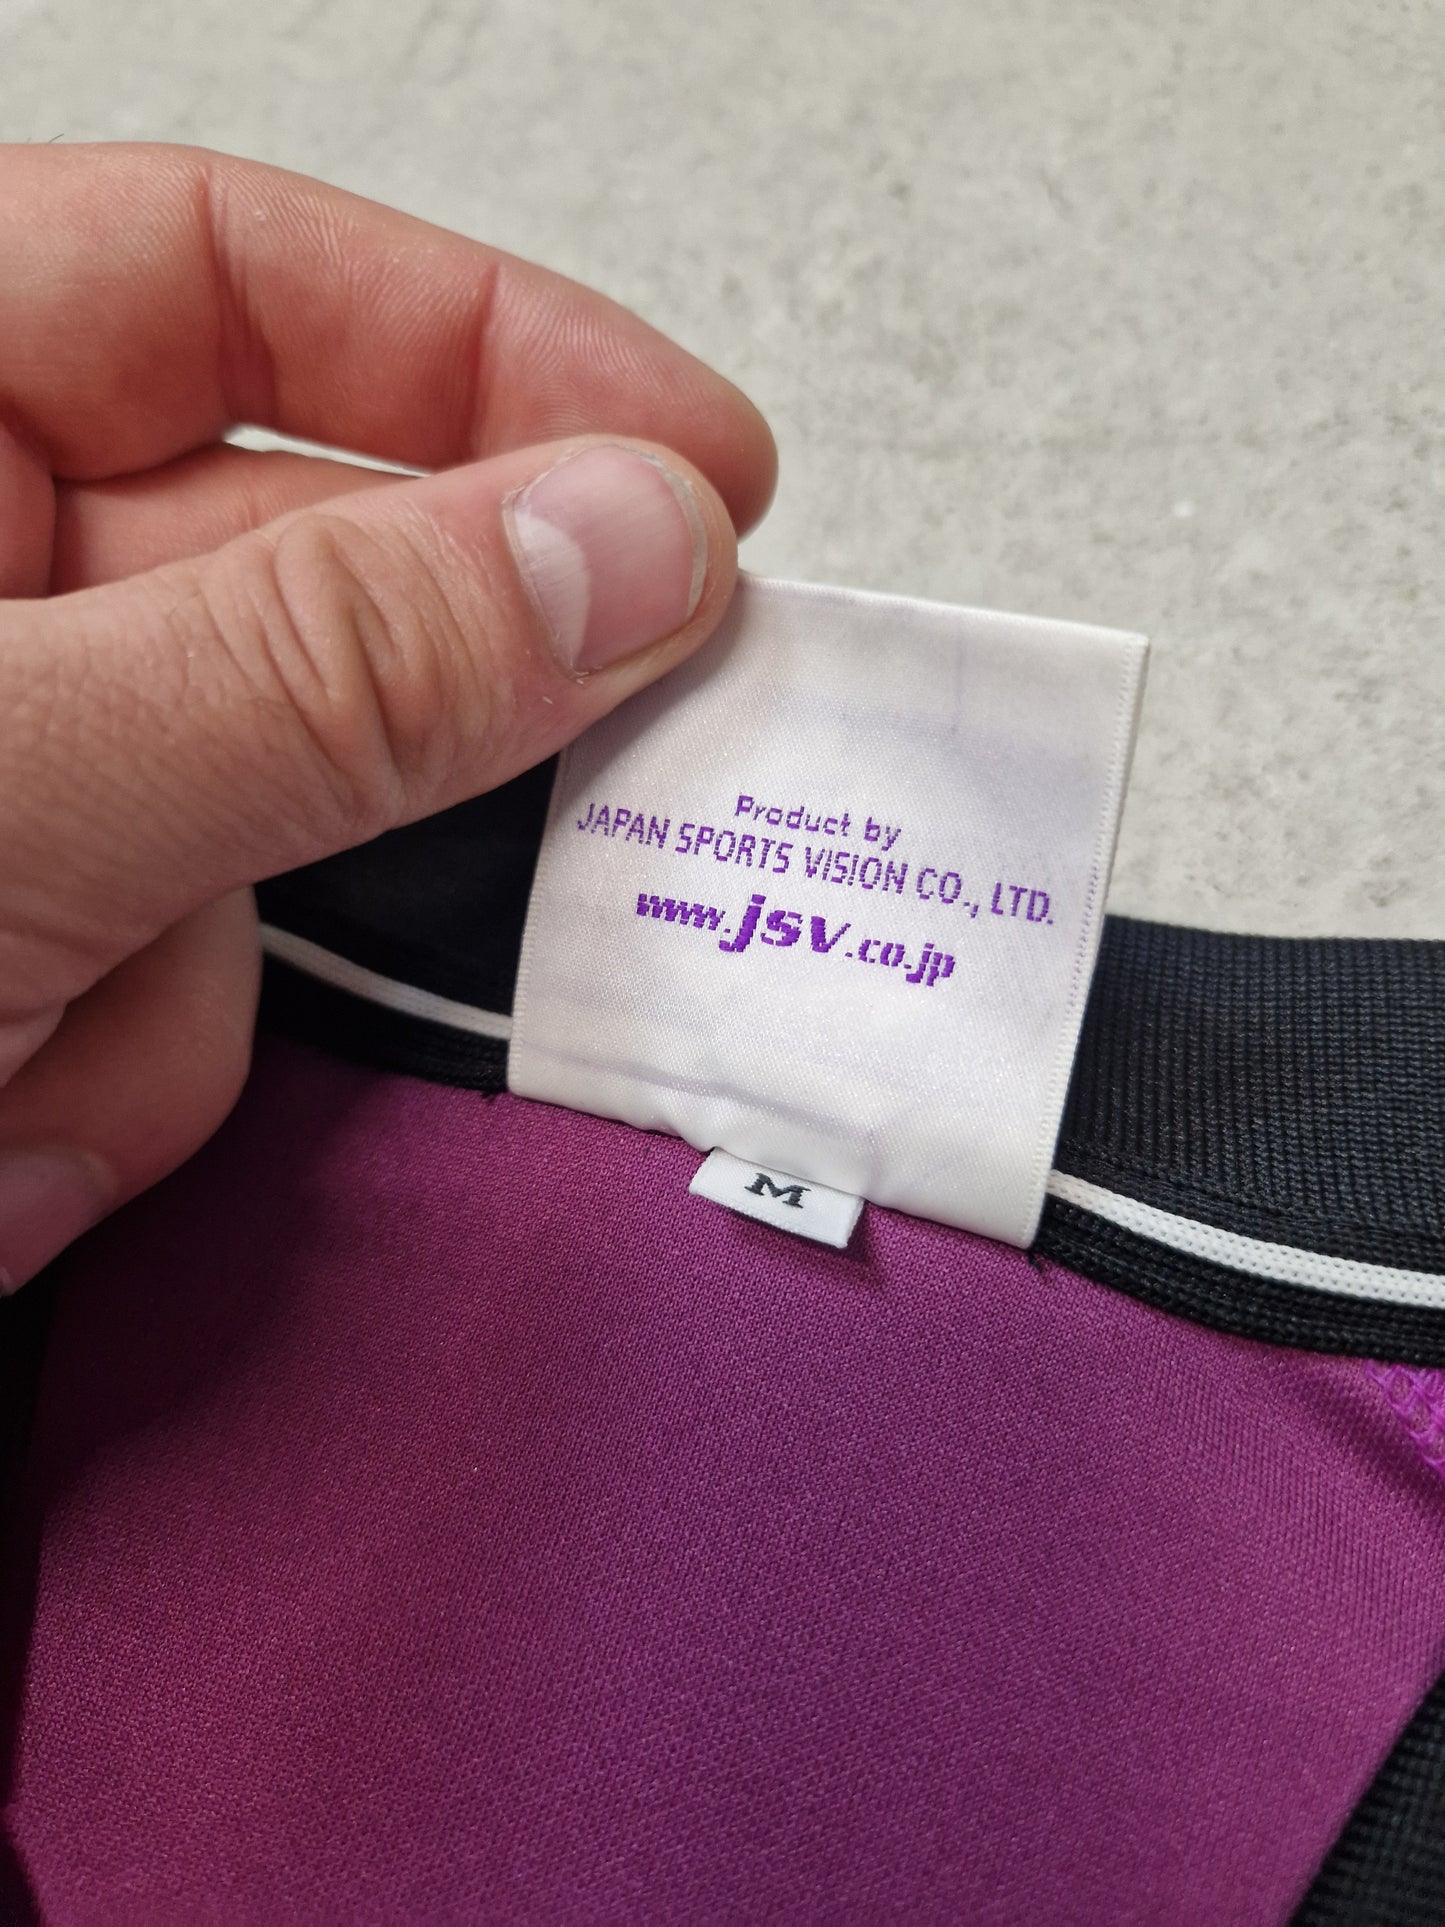 Product by
JAPAN SPORTS VISION CO., LTD.
www.jsv.co.jp
M